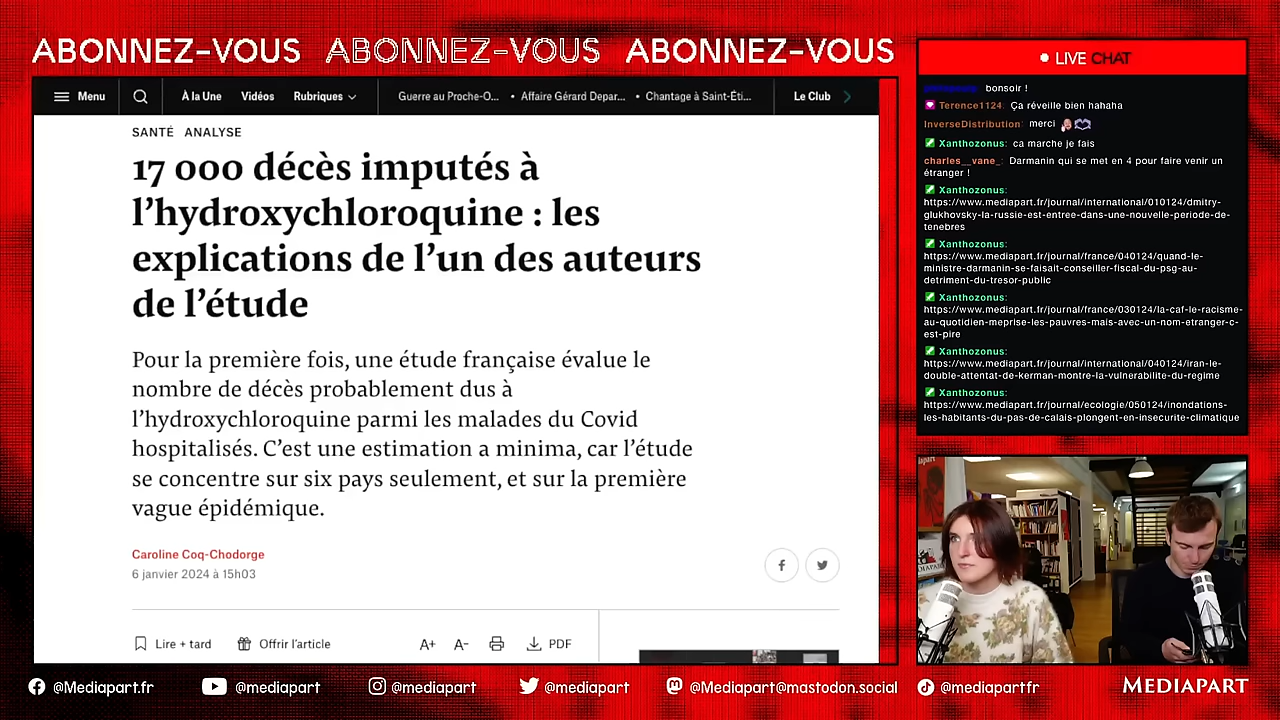 ABONNEZ-VOUS ABONNEZ-VOUS ABONNEZ-VOUS
Menu À la Une Vidéos Rubriques Guerre au Proche-O... • Affaire Gérard Depar... • Chantage à Saint-Éti... Le Club
SANTÉ ANALYSE
17 000 décès imputés à
l'hydroxychloroquine : les
explications de l'un des auteurs
de l'étude
Pour la première fois, une étude française évalue le
nombre de décès probablement dus à
l'hydroxychloroquine parmi les malades du Covid
hospitalisés. C'est une estimation a minima, car l'étude
se concentre sur six pays seulement, et sur la première
vague épidémique.
Caroline Coq-Chodorge
6 janvier 2024 à 15h03
Lire + tard Offrir l'article A+ A- PDF
LIVE CHAT
bonsoir !
Terence1124: Ça réveille bien hahaha
InverseDistribution: merci
Xanthozonus: ca marche je fais
charles__vane_: Darmanin qui se met en 4 pour faire venir un
étranger !
Xanthozonus:
https://www.mediapart.fr/journal/international/010124/dmitry-
glukhovsky-la-russie-est-entree-dans-une-nouvelle-periode-de-
tenebres
Xanthozonus:
https://www.mediapart.fr/journal/france/040124/quand-le-
ministre-darmanin-se-faisait-conseiller-fiscal-du-psg-au-
detriment-du-tresor-public
Xanthozonus:
https://www.mediapart.fr/journal/france/030124/la-caf-le-racisme-
au-quotidien-meprise-les-pauvres-mais-avec-un-nom-etranger-c-
est-pire
Xanthozonus:
https://www.mediapart.fr/journal/international/040124/iran-le-
double-attentat-de-kerman-montre-la-vulnerabilite-du-regime
Xanthozonus:
https://www.mediapart.fr/journal/ecologie/050124/inondations-
les-habitants-du-pas-de-calais-plongent-en-insecurite-climatique
@Mediapart.fr @mediapart @mediapart @mediapart @Mediapart@mastodon.social @mediapartfr MEDIAPART